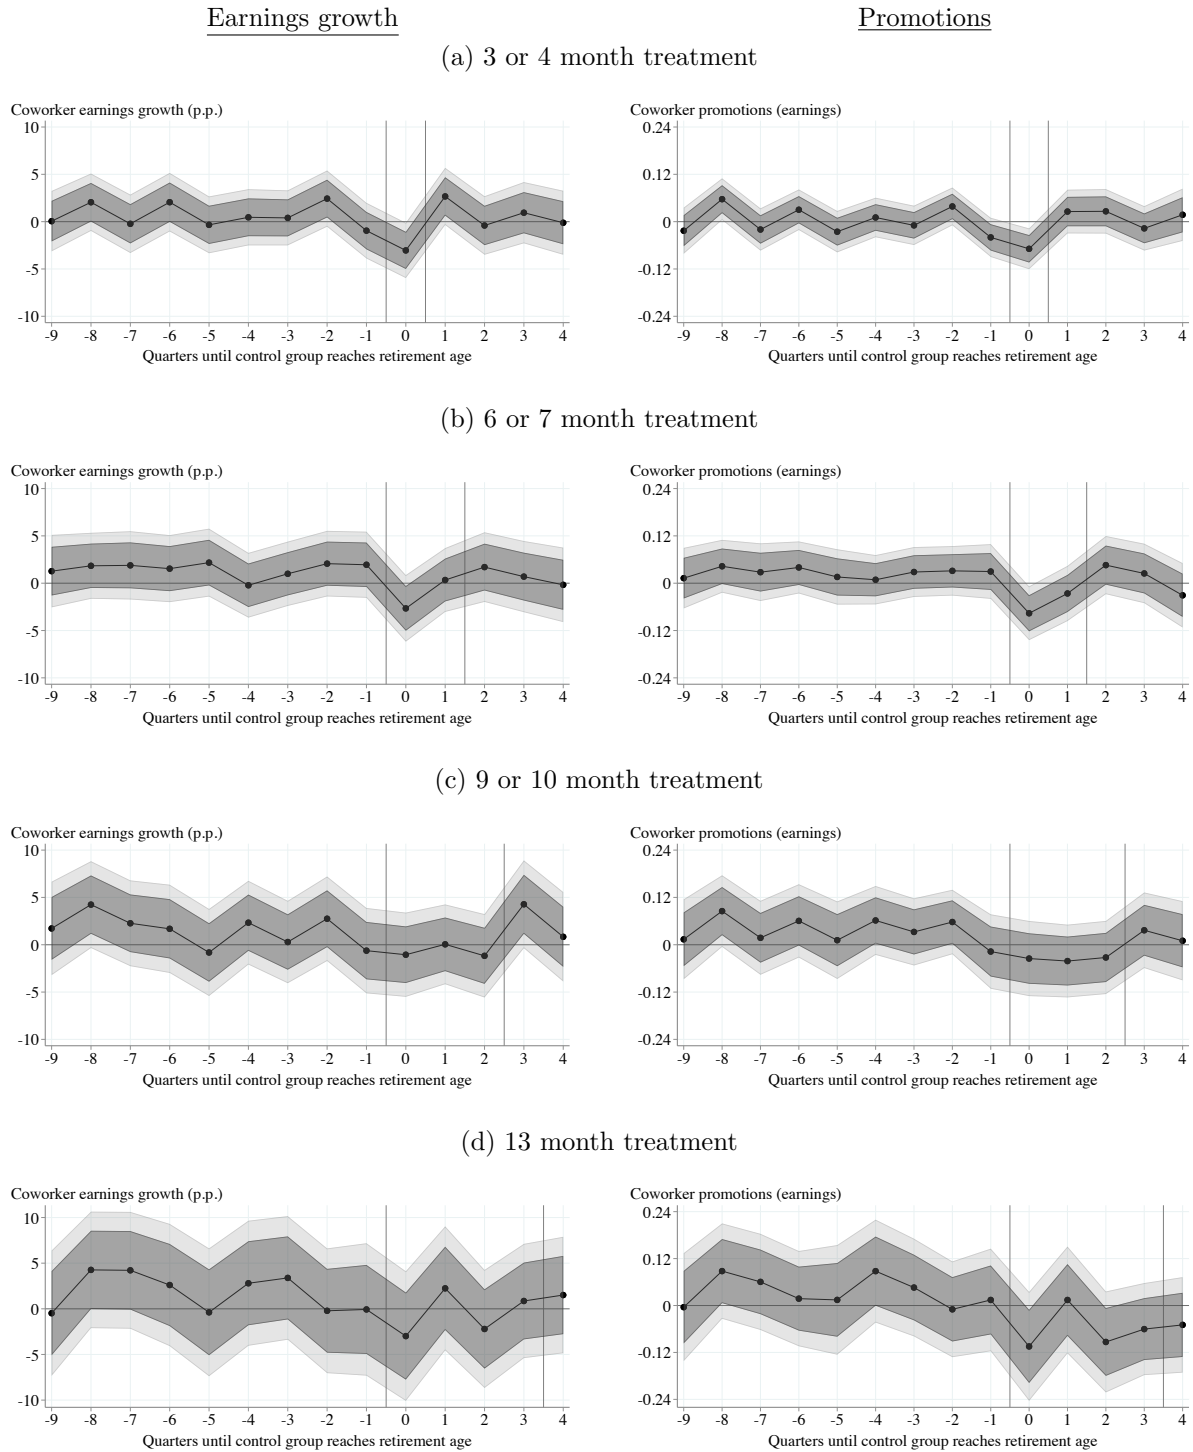 Earnings growth
Promotions
(a) 3 or 4 month treatment
Coworker earnings growth (p.p.)
10
5
0
-5
-10
-9 -8 -7 -6 -5 -4 -3 -2 -1 0 1 2 3 4
Quarters until control group reaches retirement age
Coworker promotions (earnings)
0.24
0.12
0
-0.12
-0.24
-9 -8 -7 -6 -5 -4 -3 -2 -1 0 1 2 3 4
Quarters until control group reaches retirement age
(b) 6 or 7 month treatment
Coworker earnings growth (p.p.)
10
5
0
-5
-10
-9 -8 -7 -6 -5 -4 -3 -2 -1 0 1 2 3 4
Quarters until control group reaches retirement age
Coworker promotions (earnings)
0.24
0.12
0
-0.12
-0.24
-9 -8 -7 -6 -5 -4 -3 -2 -1 0 1 2 3 4
Quarters until control group reaches retirement age
(c) 9 or 10 month treatment
Coworker earnings growth (p.p.)
10
5
0
-5
-10
-9 -8 -7 -6 -5 -4 -3 -2 -1 0 1 2 3 4
Quarters until control group reaches retirement age
Coworker promotions (earnings)
0.24
0.12
0
-0.12
-0.24
-9 -8 -7 -6 -5 -4 -3 -2 -1 0 1 2 3 4
Quarters until control group reaches retirement age
(d) 13 month treatment
Coworker earnings growth (p.p.)
10
5
0
-5
-10
-9 -8 -7 -6 -5 -4 -3 -2 -1 0 1 2 3 4
Quarters until control group reaches retirement age
Coworker promotions (earnings)
0.24
0.12
0
-0.12
-0.24
-9 -8 -7 -6 -5 -4 -3 -2 -1 0 1 2 3 4
Quarters until control group reaches retirement age